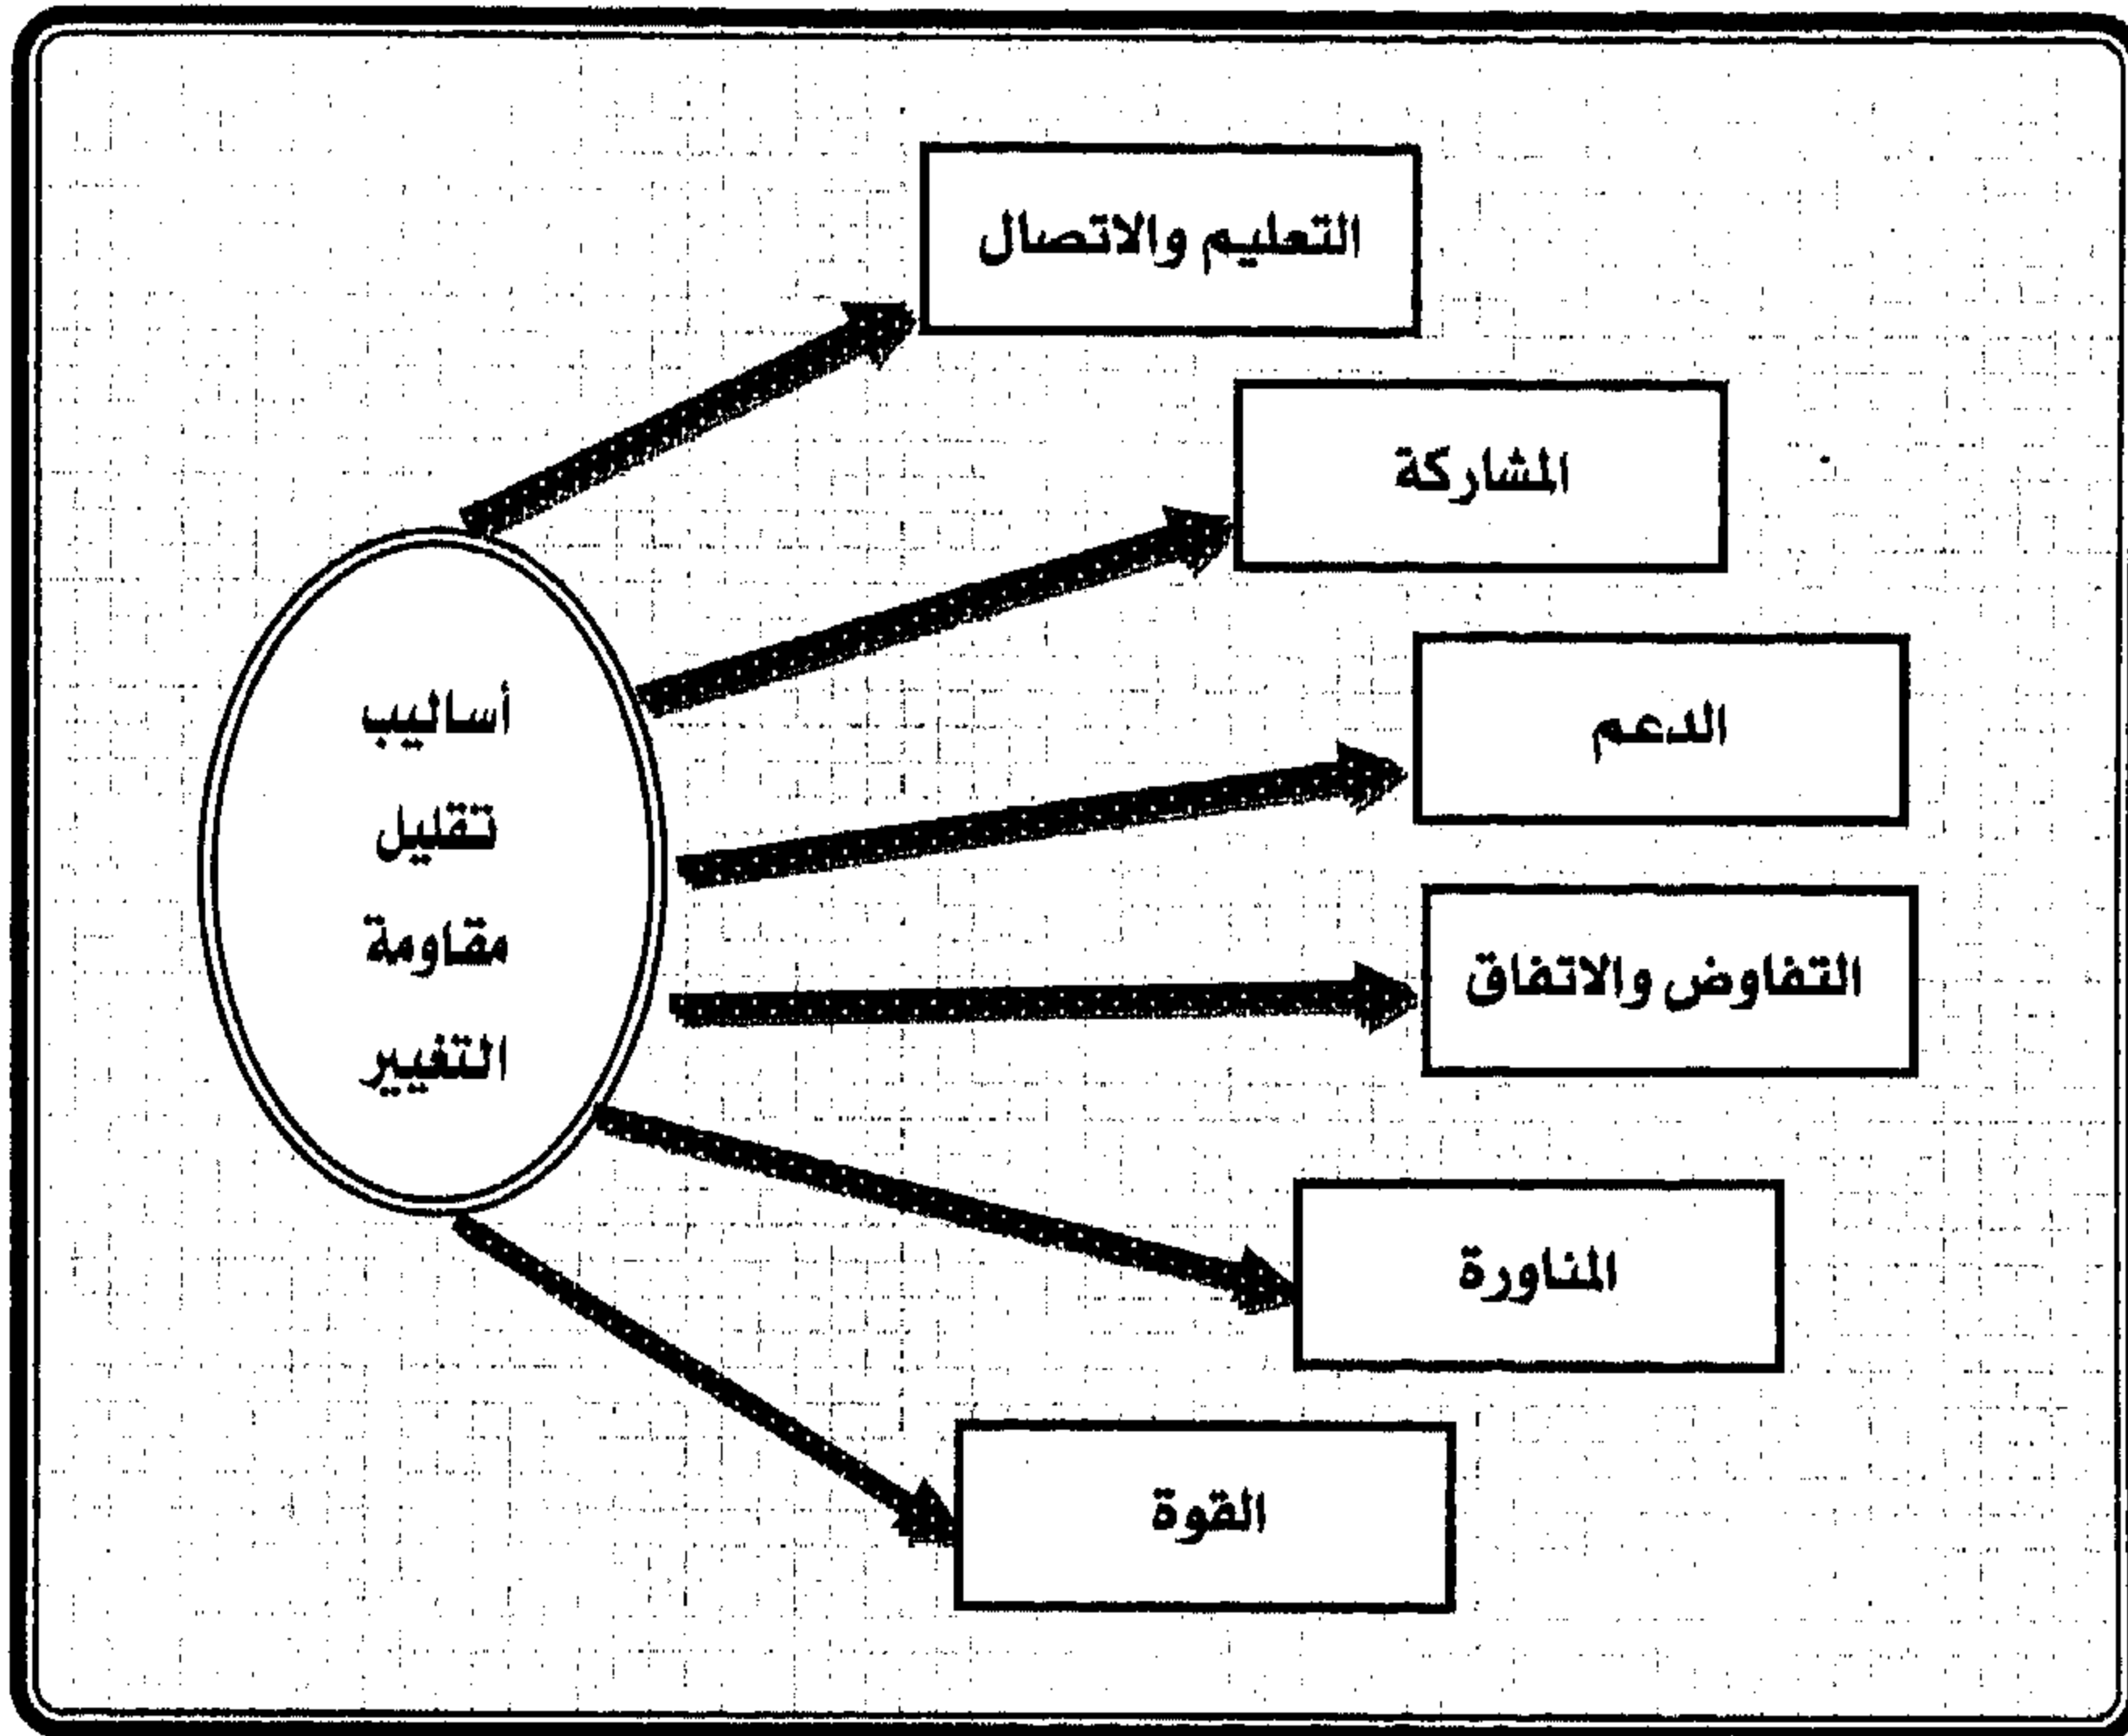 أساليب
تقليل
مقاومة
التغيير
التعليم والاتصال
المشاركة
الدعم
التفاوض والاتفاق
المناورة
القوة